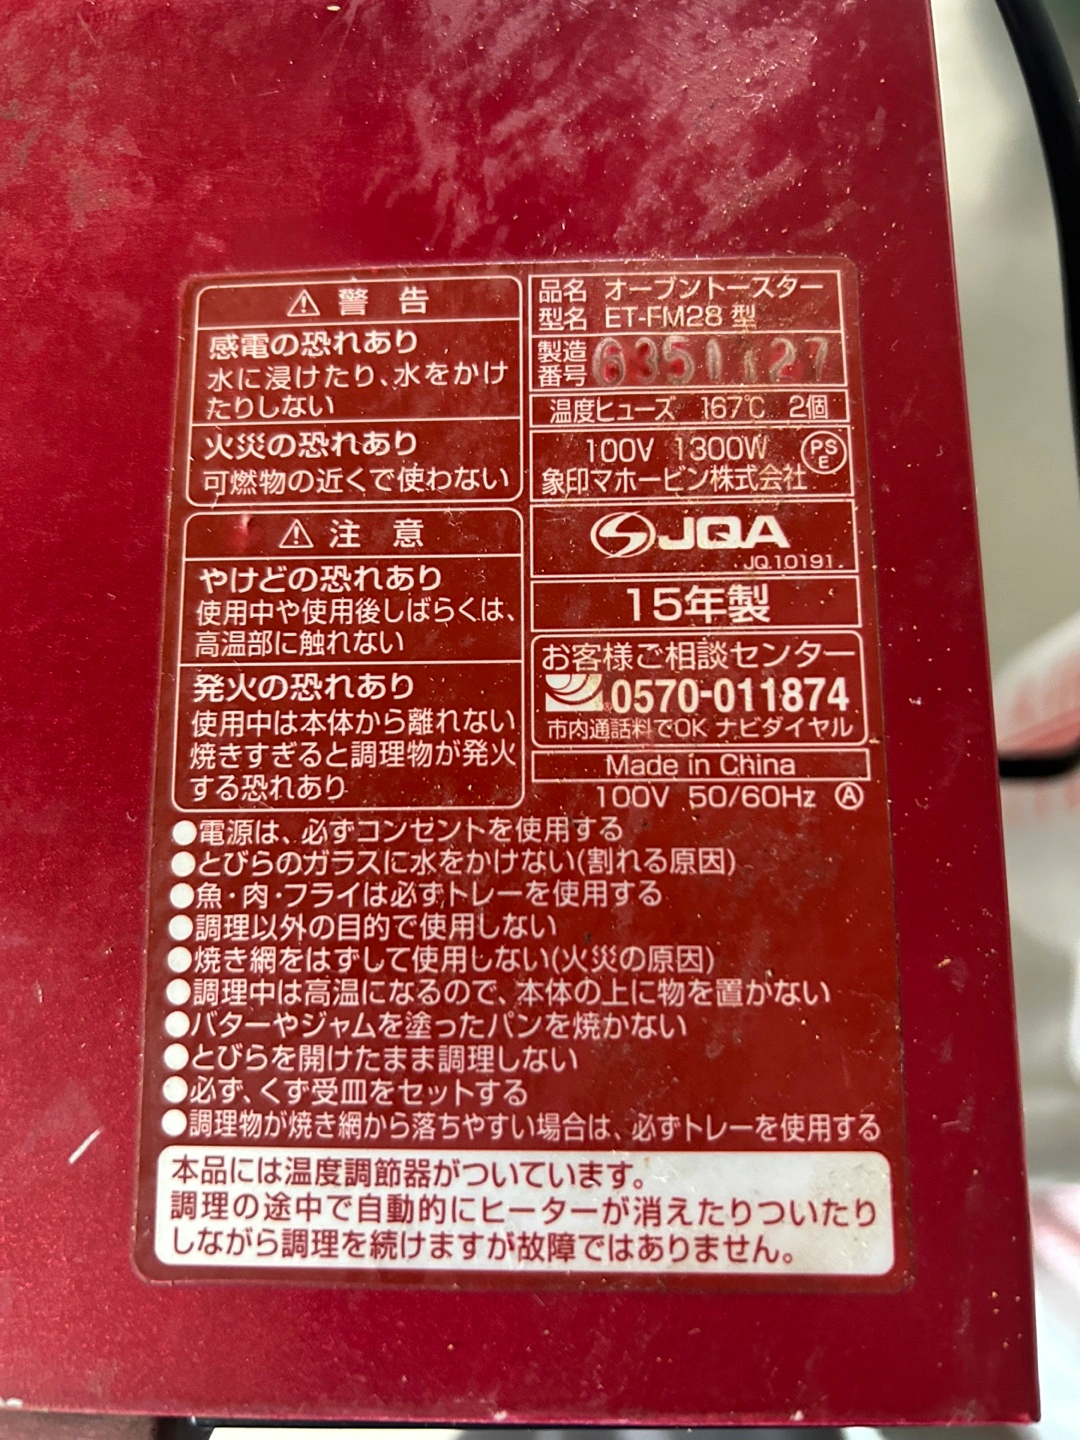 ⚠ 警告
感電の恐れあり
水に浸けたり、水をかけ
たりしない
火災の恐れあり
可燃物の近くで使わない
⚠ 注意
やけどの恐れあり
使用中や使用後しばらくは、
高温部に触れない
発火の恐れあり
使用中は本体から離れない
焼きすぎると調理物が発火
する恐れあり
品名 オーブントースター
型名 ET-FM28 型
製造番号 6351127
温度ヒューズ 167℃ 2個
100V 1300W PSE
象印マホービン株式会社
JQA
JQ10191
15年製
お客様ご相談センター
0570-011874
市内通話料でOK ナビダイヤル
Made in China
100V 50/60Hz Ⓐ
●電源は、必ずコンセントを使用する
●とびらのガラスに水をかけない(割れる原因)
●魚・肉・フライは必ずトレーを使用する
●調理以外の目的で使用しない
●焼き網をはずして使用しない(火災の原因)
●調理中は高温になるので、本体の上に物を置かない
●バターやジャムを塗ったパンを焼かない
●とびらを開けたまま調理しない
●必ず、くず受皿をセットする
●調理物が焼き網から落ちやすい場合は、必ずトレーを使用する
本品には温度調節器がついています。
調理の途中で自動的にヒーターが消えたりついたり
しながら調理を続けますが故障ではありません。